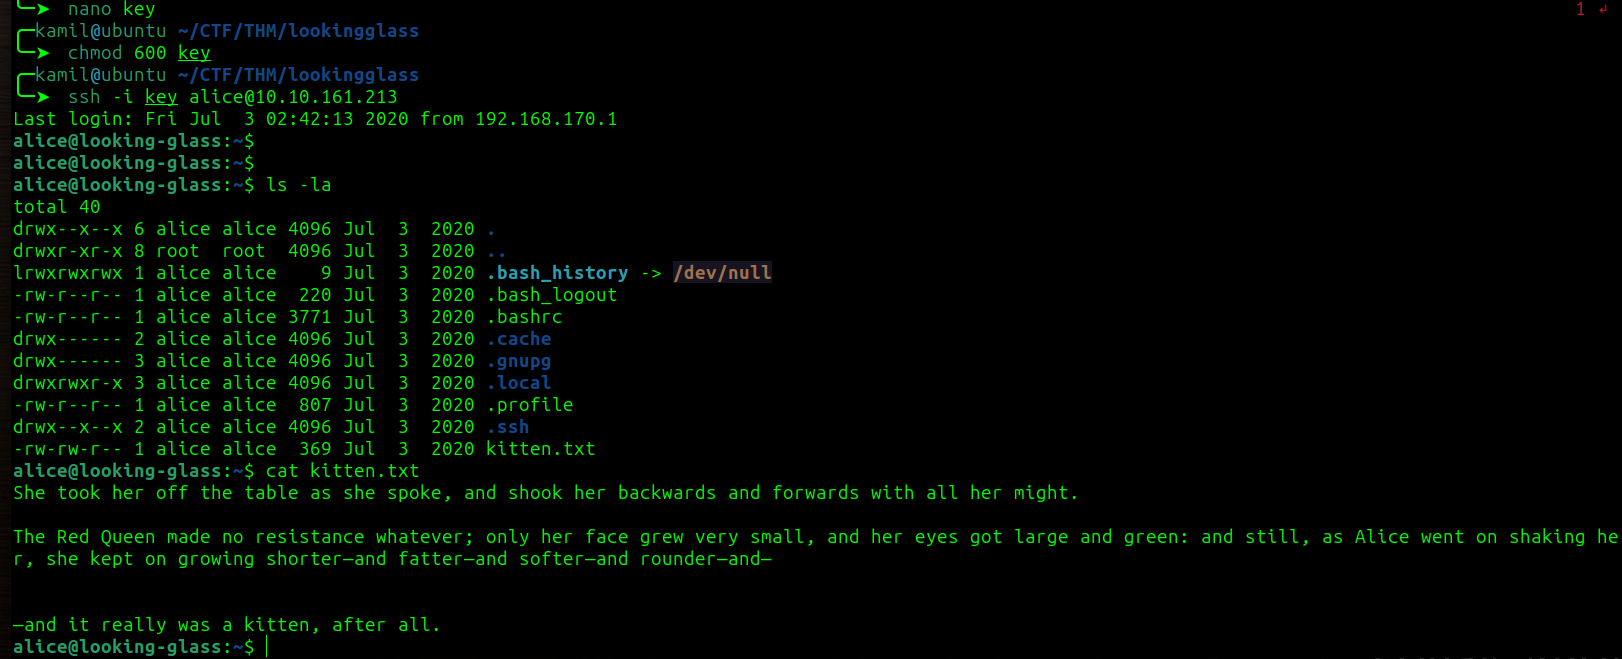 nano key 1 ↲
kamil@ubuntu ~/CTF/THM/lookingglass
chmod 600 key
kamil@ubuntu ~/CTF/THM/lookingglass
ssh -i key alice@10.10.161.213
Last login: Fri Jul  3 02:42:13 2020 from 192.168.170.1
alice@looking-glass:~$
alice@looking-glass:~$
alice@looking-glass:~$ ls -la
total 40
drwx--x--x 6 alice alice 4096 Jul  3  2020 .
drwxr-xr-x 8 root  root  4096 Jul  3  2020 ..
lrwxrwxrwx 1 alice alice    9 Jul  3  2020 .bash_history -> /dev/null
-rw-r--r-- 1 alice alice  220 Jul  3  2020 .bash_logout
-rw-r--r-- 1 alice alice 3771 Jul  3  2020 .bashrc
drwx------ 2 alice alice 4096 Jul  3  2020 .cache
drwx------ 3 alice alice 4096 Jul  3  2020 .gnupg
drwxrwxr-x 3 alice alice 4096 Jul  3  2020 .local
-rw-r--r-- 1 alice alice  807 Jul  3  2020 .profile
drwx--x--x 2 alice alice 4096 Jul  3  2020 .ssh
-rw-rw-r-- 1 alice alice  369 Jul  3  2020 kitten.txt
alice@looking-glass:~$ cat kitten.txt
She took her off the table as she spoke, and shook her backwards and forwards with all her might.
The Red Queen made no resistance whatever; only her face grew very small, and her eyes got large and green: and still, as Alice went on shaking he
r, she kept on growing shorter—and fatter—and softer—and rounder—and—
—and it really was a kitten, after all.
alice@looking-glass:~$